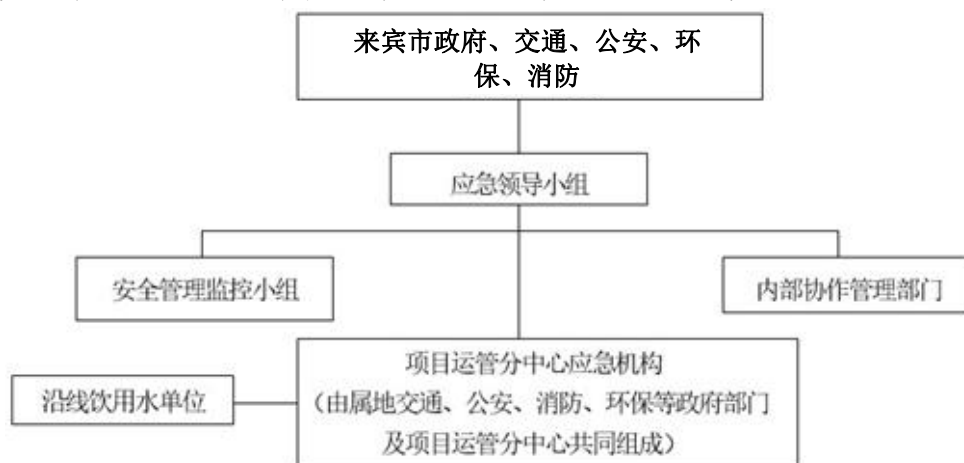 来宾市政府、交通、公安、环
保、消防
应急领导小组
安全管理监控小组
内部协作管理部门
项目运管分中心应急机构
（由属地交通、公安、消防、环保等政府部门
及项目运管分中心共同组成）
沿线饮用水单位